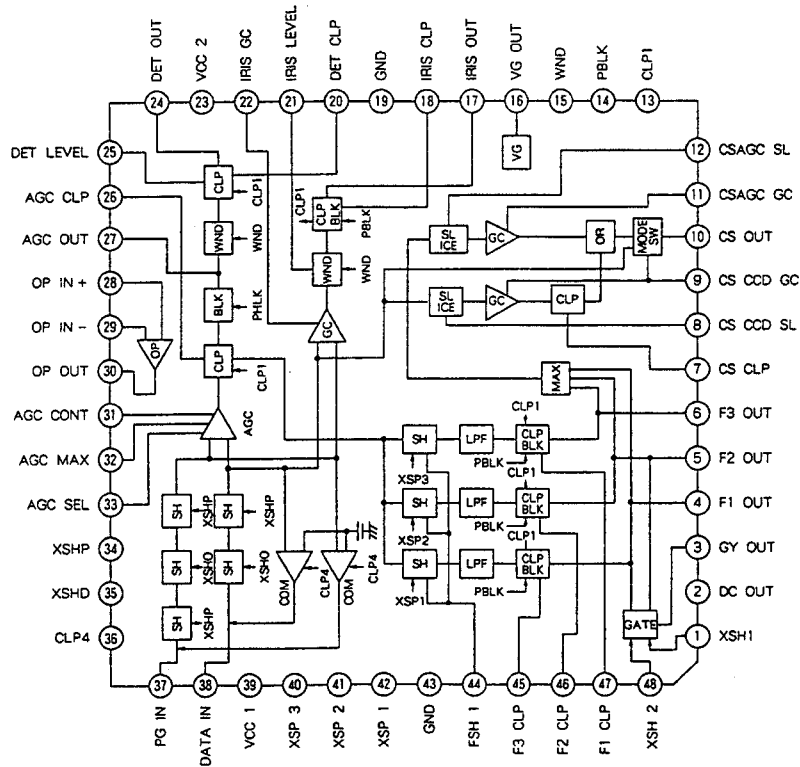 DET OUT
VCC 2
IRIS GC
IRIS LEVEL
DET CLP
GND
IRIS CLP
IRIS OUT
VG OUT
WND
PBLK
CLP1
24
23
22
21
20
19
18
17
16
15
14
13
DET LEVEL
25
AGC CLP
26
AGC OUT
27
OP IN +
28
OP IN -
29
OP OUT
30
AGC CONT
31
AGC MAX
32
AGC SEL
33
XSHP
34
XSHD
35
CLP4
36
12
CSAGC SL
11
CSAGC GC
10
CS OUT
9
CS CCD GC
8
CS CCD SL
7
CS CLP
6
F3 OUT
5
F2 OUT
4
F1 OUT
3
GY OUT
2
DC OUT
1
XSH1
CLP
CLP1
WND
WND
BLK
PHLK
CLP
CLP1
OP
AGC
CLP1
CLP
BLK
PBLK
WND
WND
GC
VG
SL
ICE
GC
OR
MODE
SW
SL
ICE
GC
CLP
MAX
SH
XSHP
SH
XSHP
SH
XSHO
SH
XSHO
SH
XSHP
COM
CLP4
COM
CLP4
CLP1
SH
LPF
CLP
BLK
XSP3
PBLK
CLP1
SH
LPF
CLP
BLK
XSP2
PBLK
CLP1
SH
LPF
CLP
BLK
XSP1
PBLK
GATE
37
38
39
40
41
42
43
44
45
46
47
48
PG IN
DATA IN
VCC 1
XSP 3
XSP 2
XSP 1
GND
FSH 1
F3 CLP
F2 CLP
F1 CLP
XSH 2